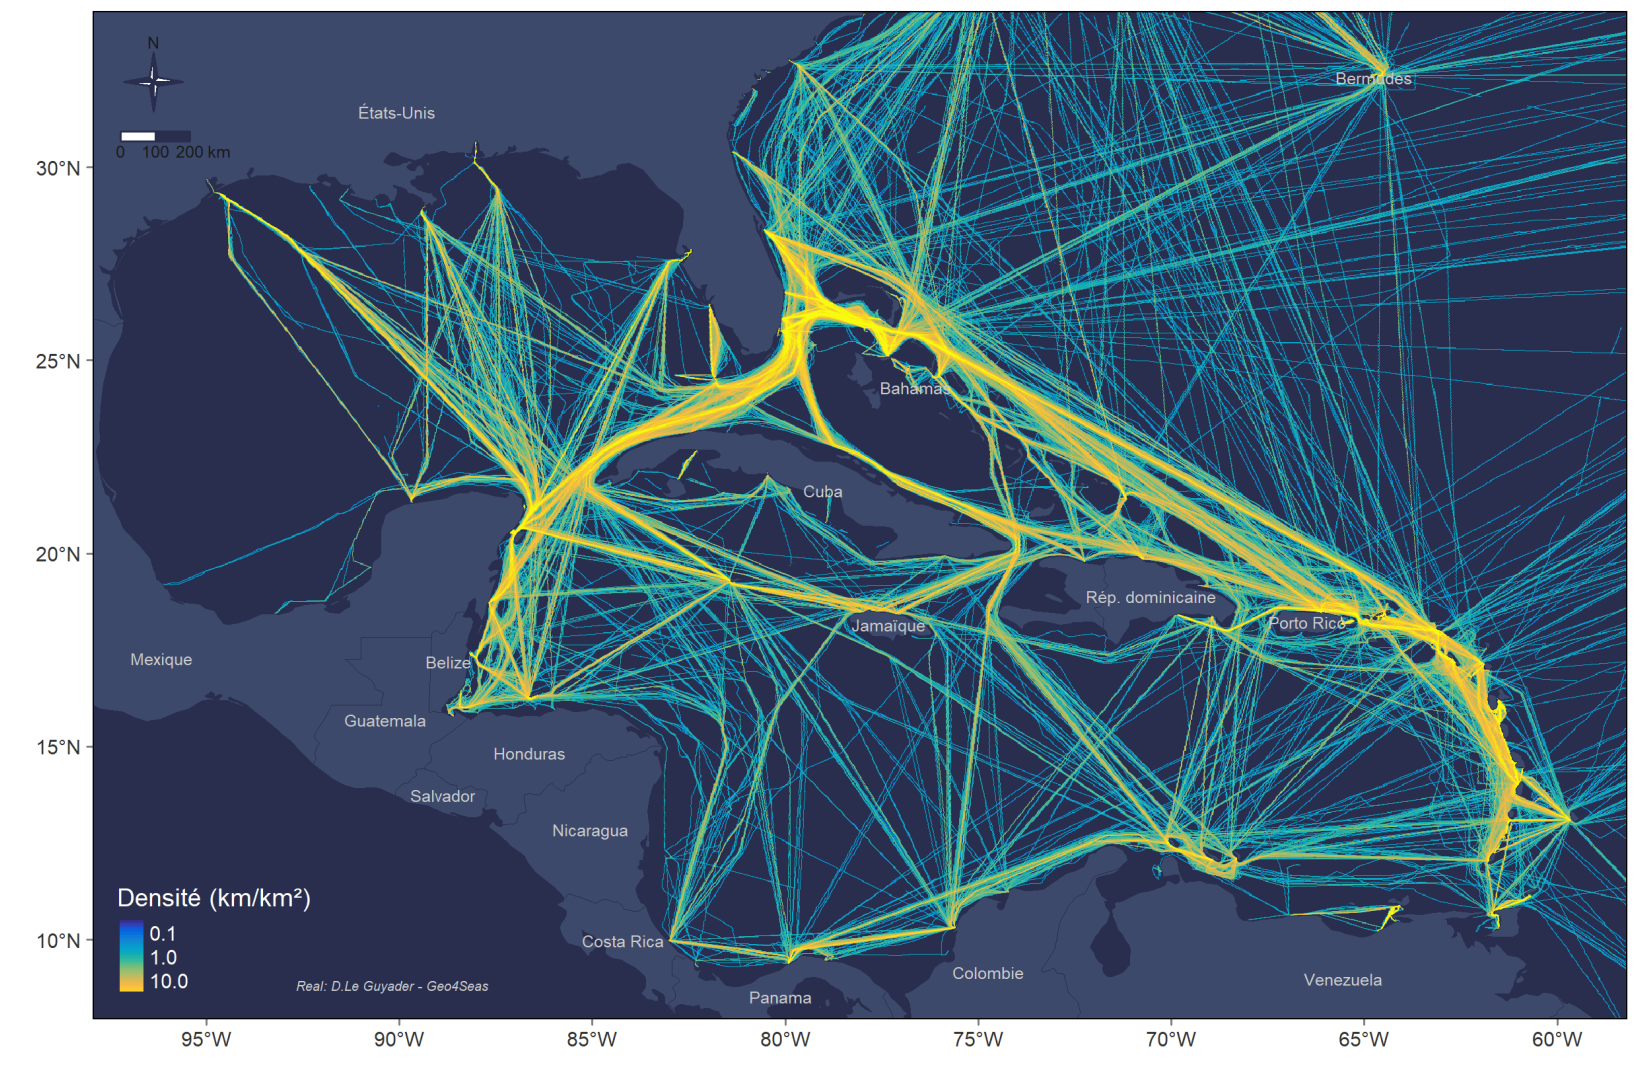 N
0 100 200 km
États-Unis
Bermudes
30°N
25°N
20°N
15°N
10°N
Bahamas
Cuba
Rép. dominicaine
Porto Rico
Jamaïque
Mexique
Belize
Guatemala
Honduras
Salvador
Nicaragua
Costa Rica
Panama
Colombie
Venezuela
Densité (km/km²)
0.1
1.0
10.0
Real: D.Le Guyader - Geo4Seas
95°W 90°W 85°W 80°W 75°W 70°W 65°W 60°W